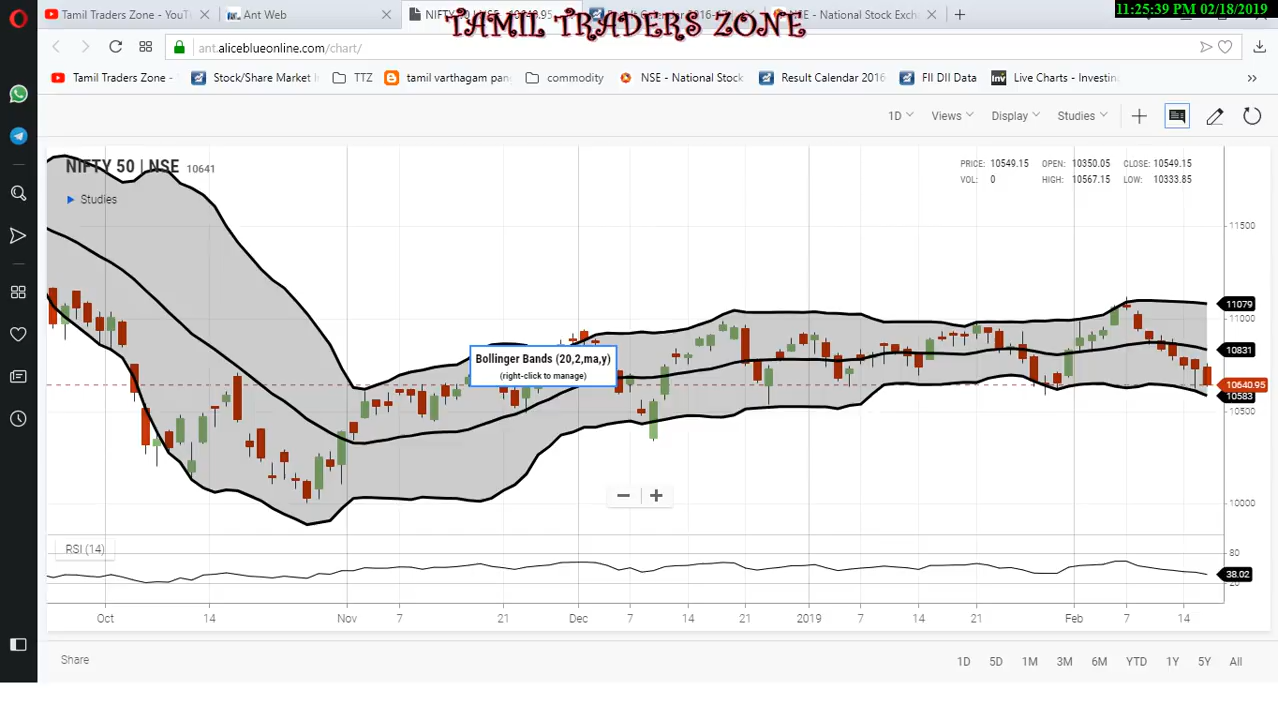 11:25:39 PM 02/18/2019
TAMIL TRADERS ZONE
Tamil Traders Zone - YouT
Ant Web
ant.aliceblueonline.com/chart/
Tamil Traders Zone -
Stock/Share Market
TTZ
tamil varthagam pan
commodity
NSE - National Stock
Result Calendar 2016
FII DII Data
Live Charts - Investin
1D
Views
Display
Studies
NIFTY 50 | NSE 10641
PRICE: 10549.15 OPEN: 10350.05 CLOSE: 10549.15
VOL: 0 HIGH: 10567.15 LOW: 10333.85
Studies
11500
11079
11000
10831
Bollinger Bands (20,2,ma,y)
(right-click to manage)
10640.95
10583
10500
10000
RSI (14)
80
38.02
20
Oct 14 Nov 7 21 Dec 7 14 21 2019 7 14 21 Feb 7 14
Share
1D 5D 1M 3M 6M YTD 1Y 5Y All